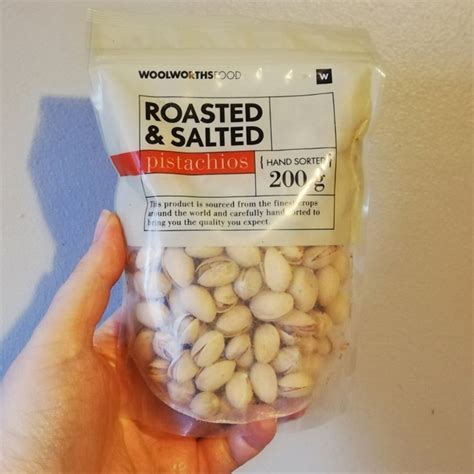 WOOLWORTHSFOOD
W
ROASTED
& SALTED
pistachios
{ HAND SORTED }
200 g
This product is sourced from the finest crops
around the world and carefully hand sorted to
bring you the quality you expect.